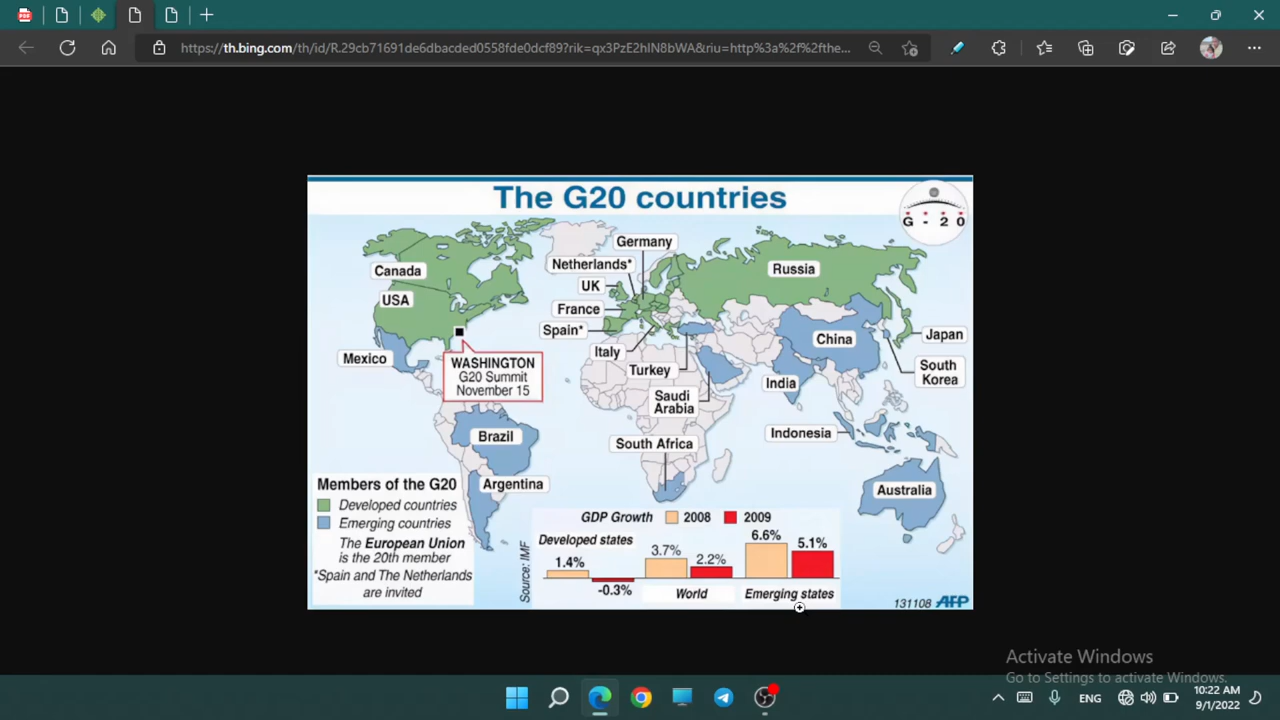 https://th.bing.com/th/id/R.29cb71691de6dbacded0558fde0dcf89?rik=qx3PzE2hIN8bWA&riu=http%3a%2f%2fthe...
The G20 countries
G - 20
Germany
Netherlands*
Canada
Russia
UK
USA
France
Spain*
WASHINGTON
G20 Summit
November 15
Mexico
Italy
Turkey
China
Japan
South
Korea
India
Saudi
Arabia
Indonesia
Brazil
South Africa
Argentina
Australia
Members of the G20
Developed countries
Emerging countries
The European Union
is the 20th member
*Spain and The Netherlands
are invited
GDP Growth 2008 2009
Source: IMF
Developed states
1.4%
-0.3%
3.7%
2.2%
World
6.6%
5.1%
Emerging states
131108 AFP
Activate Windows
Go to Settings to activate Windows.
ENG
10:22 AM
9/1/2022